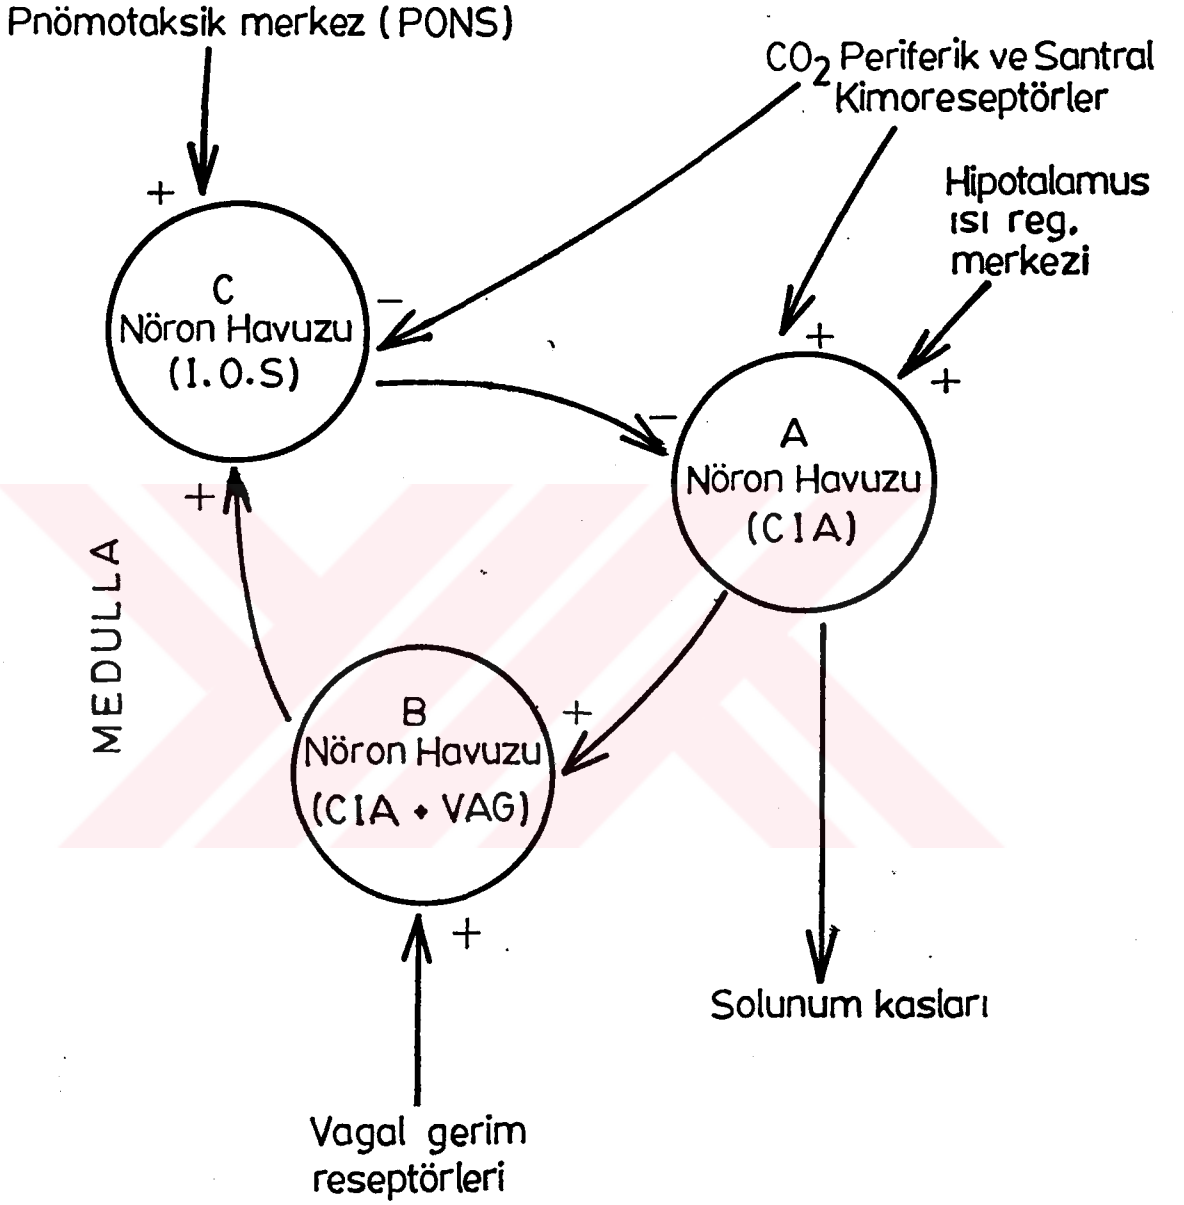 Pnömotaksik merkez (PONS)
CO2 Periferik ve Santral
Kimoreseptörler
Hipotalamus
ısı reg.
merkezi
+
C
Nöron Havuzu
(I.O.S)
−
+
+
−
A
Nöron Havuzu
(CIA)
+
MEDULLA
B
Nöron Havuzu
(CIA + VAG)
+
+
Solunum kasları
Vagal gerim
reseptörleri